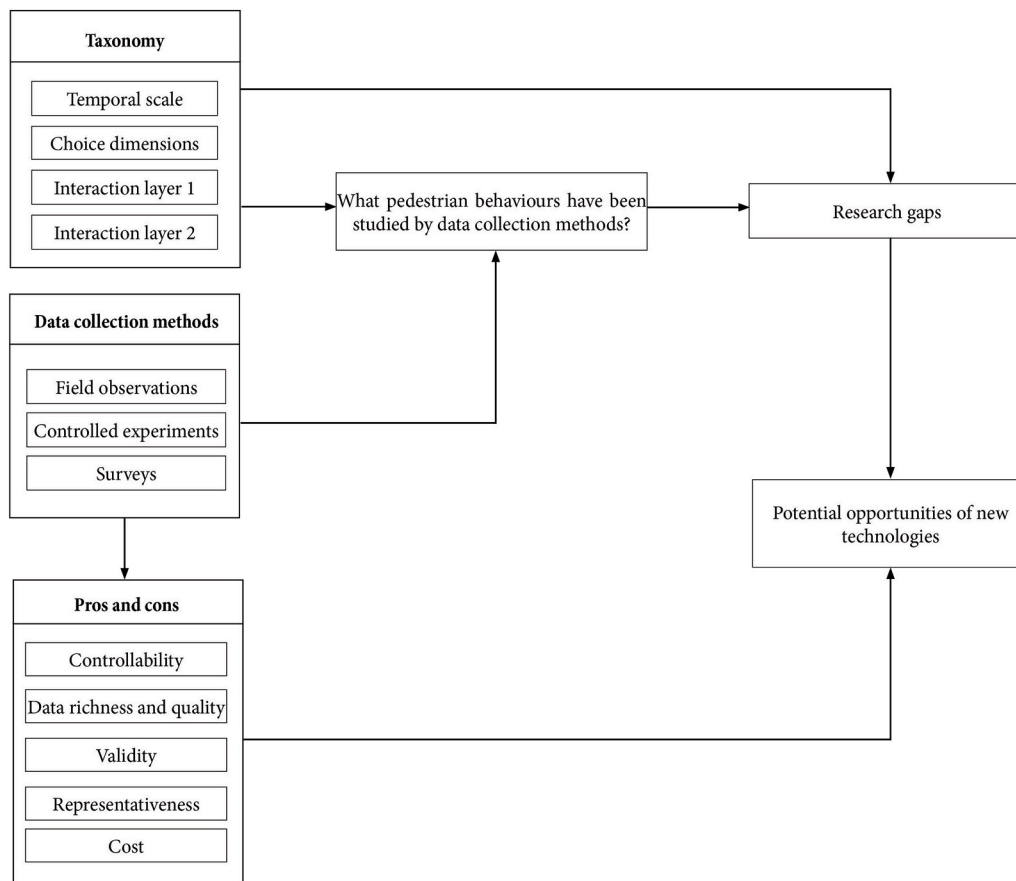 Taxonomy
Temporal scale
Choice dimensions
Interaction layer 1
Interaction layer 2
What pedestrian behaviours have been
studied by data collection methods?
Research gaps
Data collection methods
Field observations
Controlled experiments
Surveys
Potential opportunities of new
technologies
Pros and cons
Controllability
Data richness and quality
Validity
Representativeness
Cost